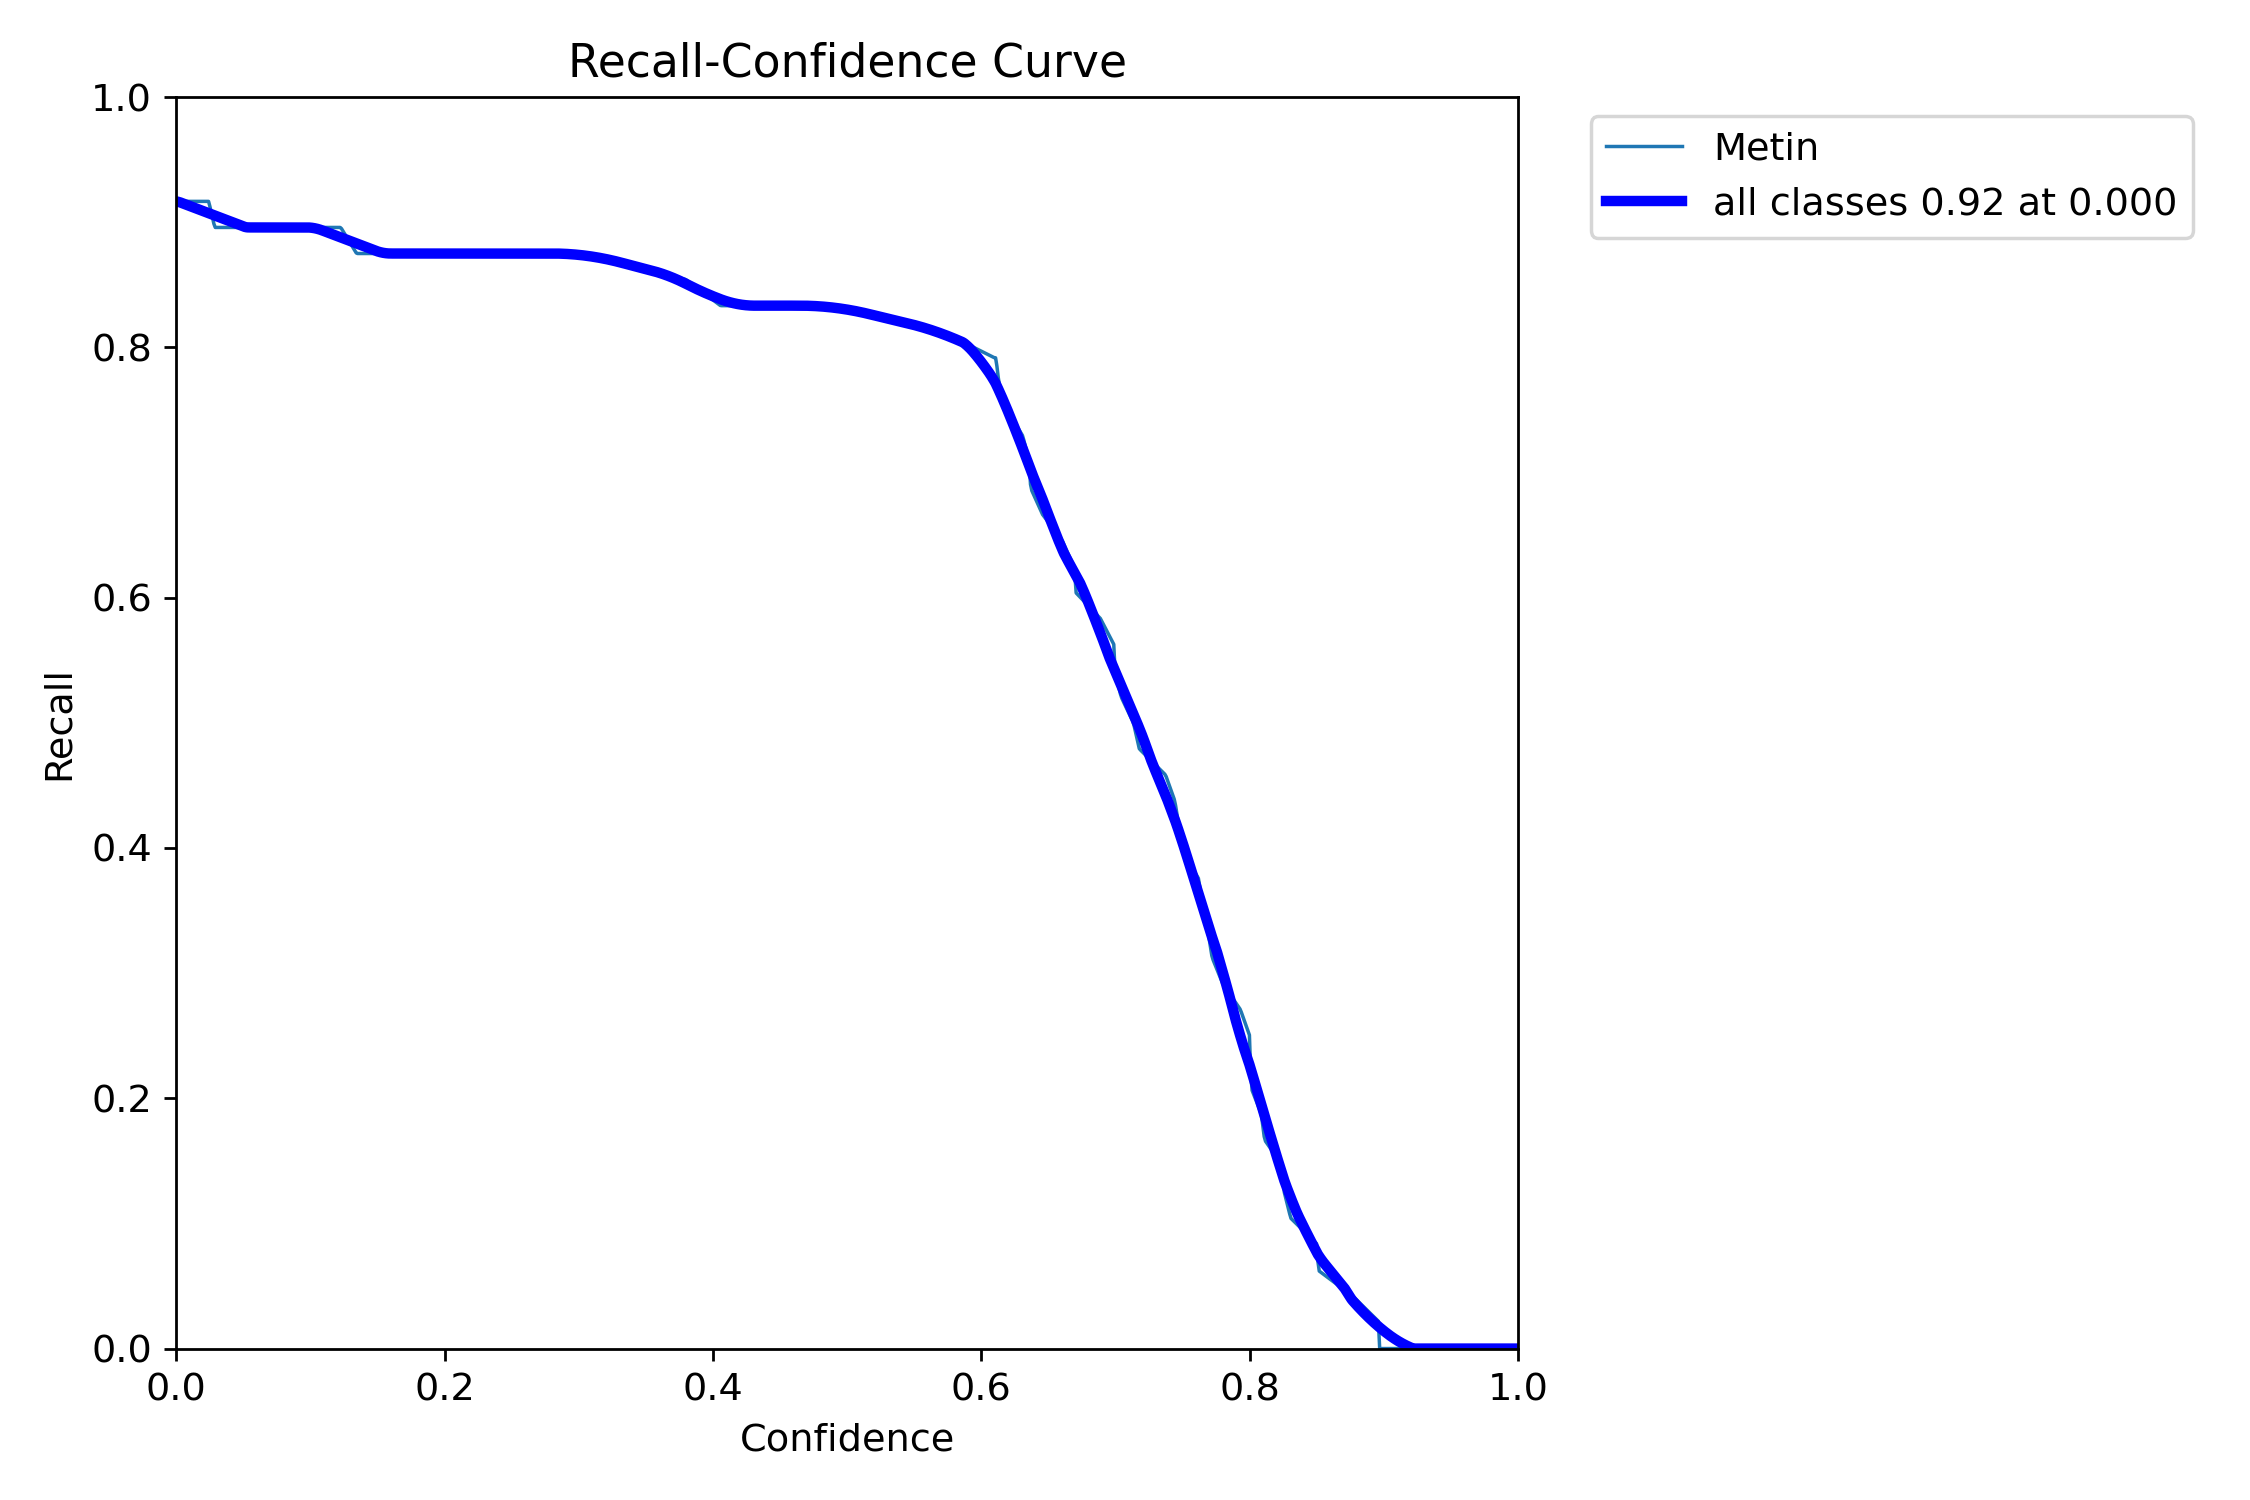 Recall-Confidence Curve
1.0
0.8
0.6
0.4
0.2
0.0
Recall
0.0 0.2 0.4 0.6 0.8 1.0
Confidence
Metin
all classes 0.92 at 0.000